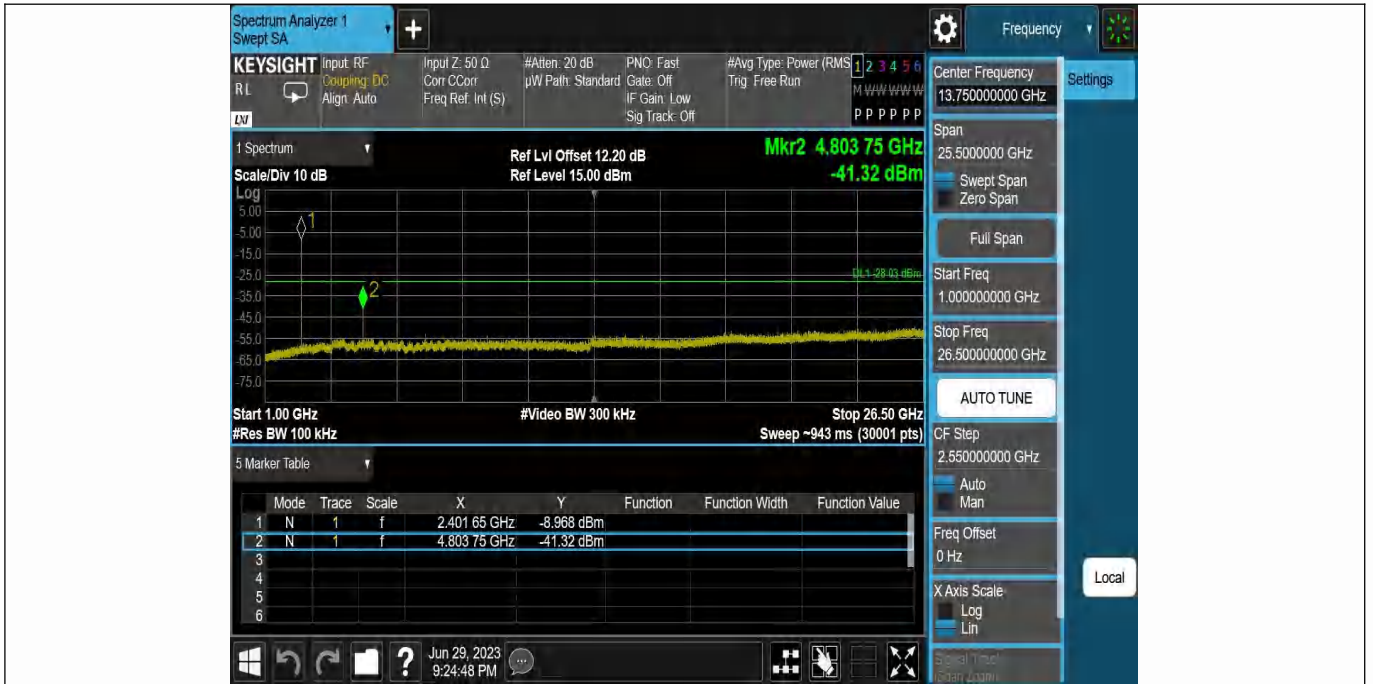 Spectrum Analyzer 1
Swept SA
+
Frequency
KEYSIGHT
RL
LXI
Input: RF
Coupling: DC
Align: Auto
Input Z: 50 Ω
Corr CCorr
Freq Ref: Int (S)
#Atten: 20 dB
µW Path: Standard
PNO: Fast
Gate: Off
IF Gain: Low
Sig Track: Off
#Avg Type: Power (RMS
Trig: Free Run
1 2 3 4 5 6
M W W W W W
P P P P P P
1 Spectrum
Scale/Div 10 dB
Ref Lvl Offset 12.20 dB
Ref Level 15.00 dBm
Mkr2 4.803 75 GHz
-41.32 dBm
Log
5.00
-5.00
-15.0
-25.0
-35.0
-45.0
-55.0
-65.0
-75.0
1
2
DL1 -28.03 dBm
Start 1.00 GHz
#Res BW 100 kHz
#Video BW 300 kHz
Stop 26.50 GHz
Sweep ~943 ms (30001 pts)
5 Marker Table
Mode Trace Scale X Y Function Function Width Function Value
1 N 1 f 2.401 65 GHz -8.968 dBm
2 N 1 f 4.803 75 GHz -41.32 dBm
3
4
5
6
Jun 29, 2023
9:24:48 PM
?
Center Frequency
13.750000000 GHz
Settings
Span
25.5000000 GHz
Swept Span
Zero Span
Full Span
Start Freq
1.000000000 GHz
Stop Freq
26.500000000 GHz
AUTO TUNE
CF Step
2.550000000 GHz
Auto
Man
Freq Offset
0 Hz
X Axis Scale
Log
Lin
Local
Signal Track
(Span Zoom)